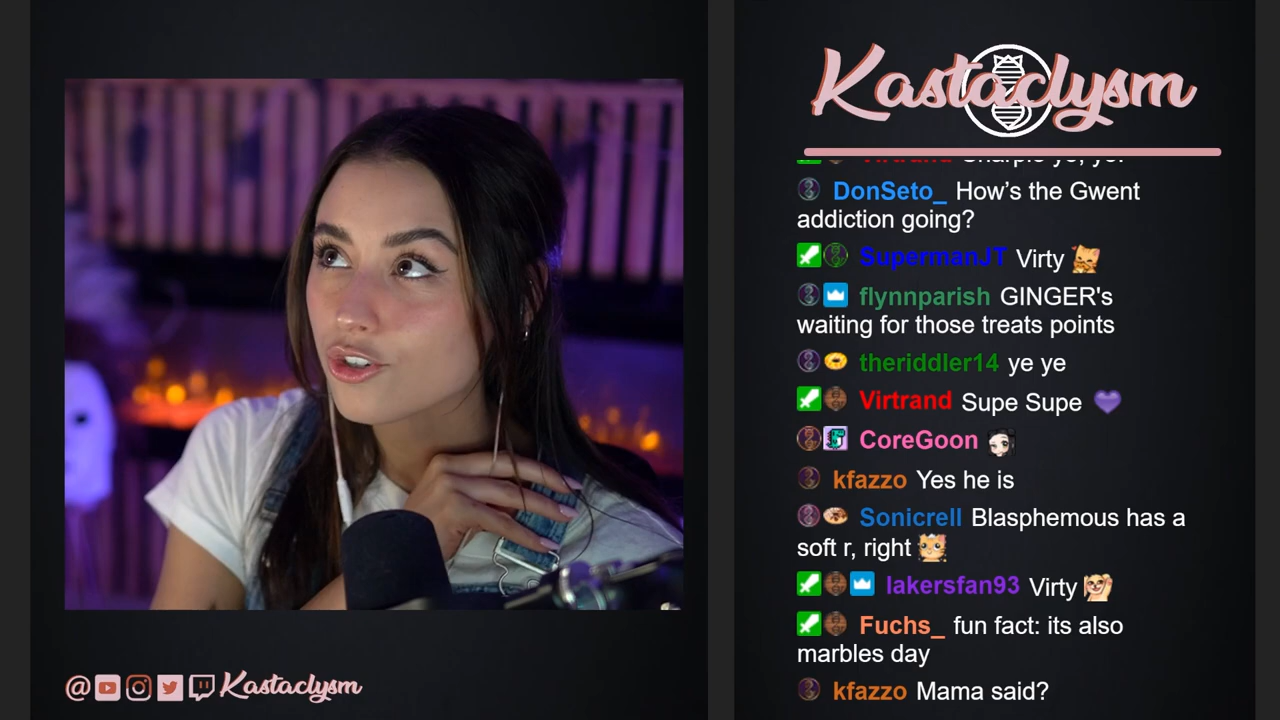 Kastaclysm
DonSeto_ How’s the Gwent
addiction going?
SupermanJT Virty
flynnparish GINGER's
waiting for those treats points
theriddler14 ye ye
Virtrand Supe Supe
CoreGoon
kfazzo Yes he is
Sonicrell Blasphemous has a
soft r, right
lakersfan93 Virty
Fuchs_ fun fact: its also
marbles day
kfazzo Mama said?
@ Kastaclysm